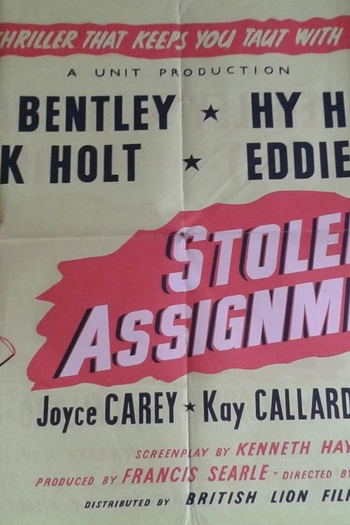 THRILLER THAT KEEPS YOU TAUT WITH
A UNIT PRODUCTION
BENTLEY ★ HY H
K HOLT ★ EDDIE
STOLE
ASSIGNM
Joyce CAREY ★ Kay CALLARD
SCREENPLAY BY KENNETH HAY
PRODUCED BY FRANCIS SEARLE - DIRECTED BY
DISTRIBUTED BY BRITISH LION FIL